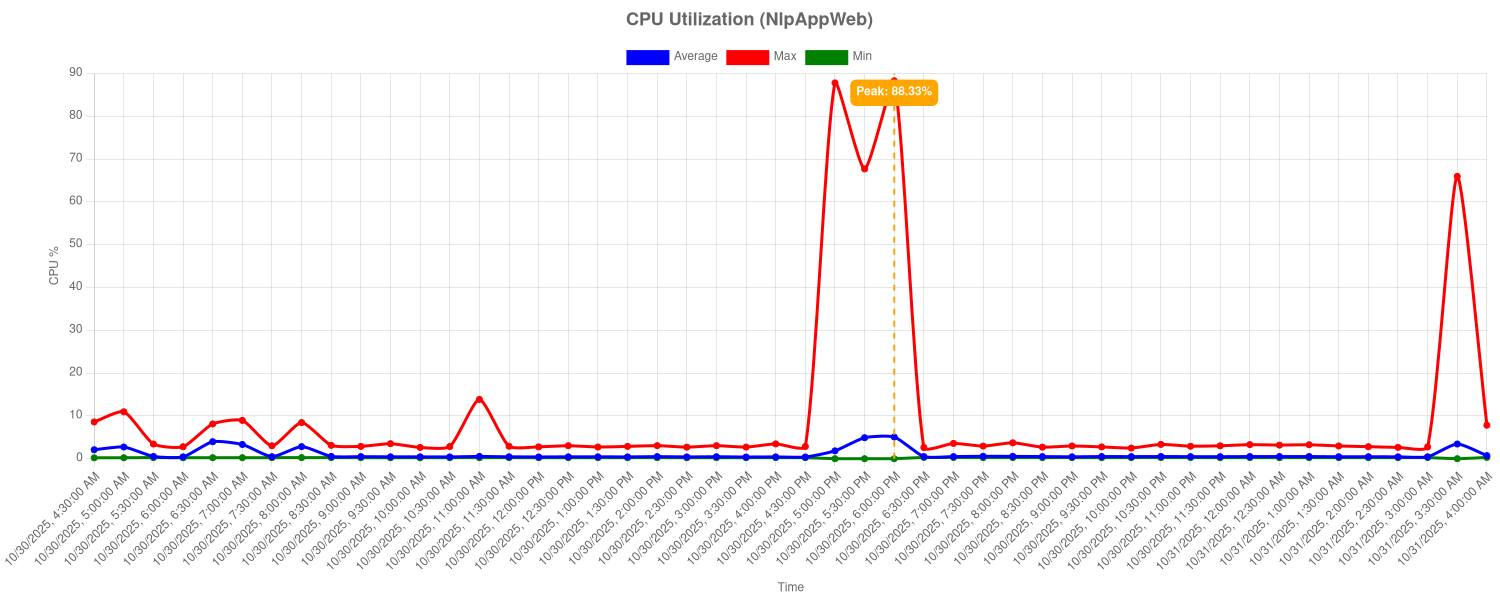 CPU Utilization (NlpAppWeb)
Average Max Min
90
80
70
60
50
40
30
20
10
0
CPU %
Peak: 88.33%
10/30/2025, 4:30:00 AM
10/30/2025, 5:00:00 AM
10/30/2025, 5:30:00 AM
10/30/2025, 6:00:00 AM
10/30/2025, 6:30:00 AM
10/30/2025, 7:00:00 AM
10/30/2025, 7:30:00 AM
10/30/2025, 8:00:00 AM
10/30/2025, 8:30:00 AM
10/30/2025, 9:00:00 AM
10/30/2025, 9:30:00 AM
10/30/2025, 10:00:00 AM
10/30/2025, 10:30:00 AM
10/30/2025, 11:00:00 AM
10/30/2025, 11:30:00 AM
10/30/2025, 12:00:00 PM
10/30/2025, 12:30:00 PM
10/30/2025, 1:00:00 PM
10/30/2025, 1:30:00 PM
10/30/2025, 2:00:00 PM
10/30/2025, 2:30:00 PM
10/30/2025, 3:00:00 PM
10/30/2025, 3:30:00 PM
10/30/2025, 4:00:00 PM
10/30/2025, 4:30:00 PM
10/30/2025, 5:00:00 PM
10/30/2025, 5:30:00 PM
10/30/2025, 6:00:00 PM
10/30/2025, 6:30:00 PM
10/30/2025, 7:00:00 PM
10/30/2025, 7:30:00 PM
10/30/2025, 8:00:00 PM
10/30/2025, 8:30:00 PM
10/30/2025, 9:00:00 PM
10/30/2025, 9:30:00 PM
10/30/2025, 10:00:00 PM
10/30/2025, 10:30:00 PM
10/30/2025, 11:00:00 PM
10/30/2025, 11:30:00 PM
10/31/2025, 12:00:00 AM
10/31/2025, 12:30:00 AM
10/31/2025, 1:00:00 AM
10/31/2025, 1:30:00 AM
10/31/2025, 2:00:00 AM
10/31/2025, 2:30:00 AM
10/31/2025, 3:00:00 AM
10/31/2025, 3:30:00 AM
10/31/2025, 4:00:00 AM
Time